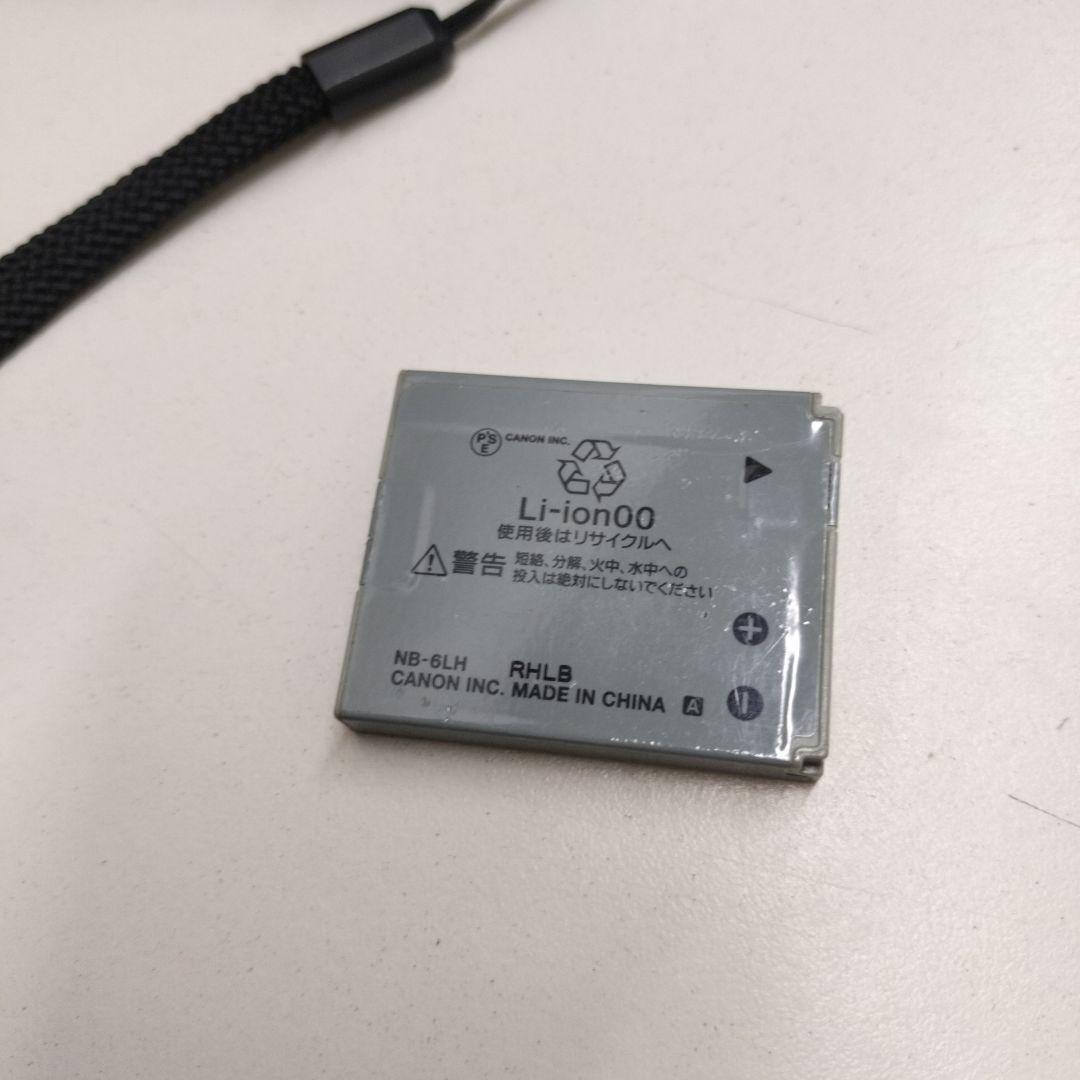 PSE CANON INC.
Li-ion00
使用後はリサイクルへ
警告 短絡、分解、火中、水中への
投入は絶対にしないでください
NB-6LH RHLB
CANON INC. MADE IN CHINA A